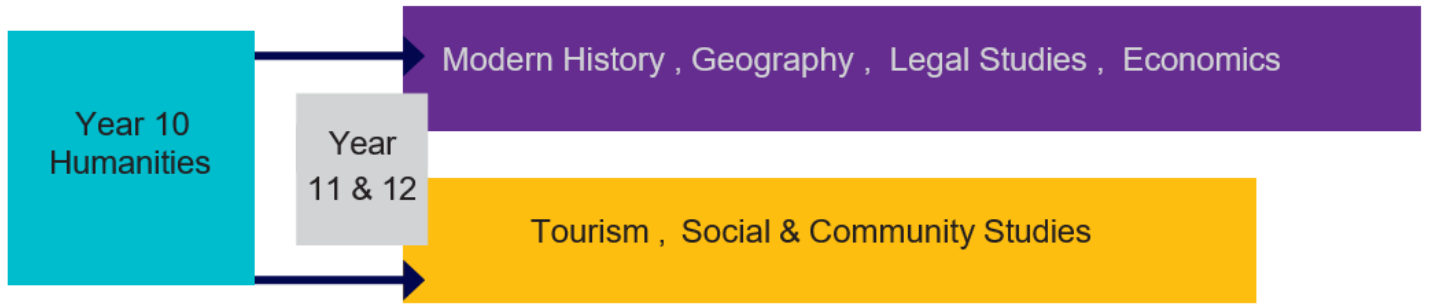 Year 10
Humanities
Year
11 & 12
Modern History , Geography , Legal Studies , Economics
Tourism , Social & Community Studies